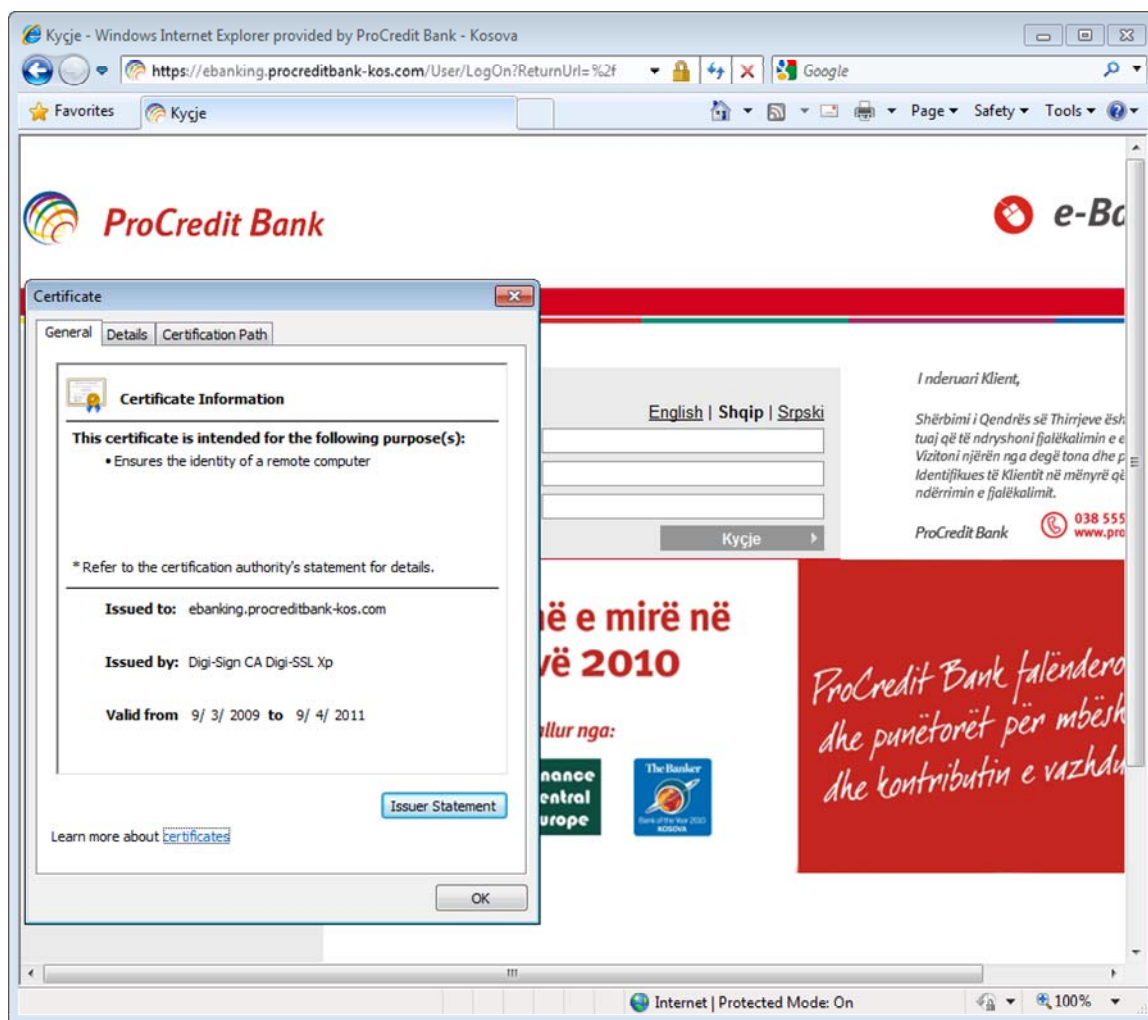 Kyçje - Windows Internet Explorer provided by ProCredit Bank - Kosova
https://ebanking.procreditbank-kos.com/User/LogOn?ReturnUrl=%2f
Google
Favorites
Kyçje
Page
Safety
Tools
ProCredit Bank
e-Ba
Certificate
General
Details
Certification Path
Certificate Information
This certificate is intended for the following purpose(s):
• Ensures the identity of a remote computer
* Refer to the certification authority's statement for details.
Issued to: ebanking.procreditbank-kos.com
Issued by: Digi-Sign CA Digi-SSL Xp
Valid from 9/ 3/ 2009 to 9/ 4/ 2011
Issuer Statement
Learn more about certificates
OK
English | Shqip | Srpski
Kyçje
I nderuari Klient,
Shërbimi i Qendrës së Thirrjeve ësh
tuaj që të ndryshoni fjalëkalimin e e
Vizitoni njërën nga degë tona dhe p
Identifikues të Klientit në mënyrë që
ndërrimin e fjalëkalimit.
ProCredit Bank
038 555
www.pro
ë e mirë në
vë 2010
llur nga:
nance
entral
urope
The Banker
Bank of the Year 2010
KOSOVA
ProCredit Bank falëndero
dhe punëtorët për mbësh
dhe kontributin e vazhdu
Internet | Protected Mode: On
100%